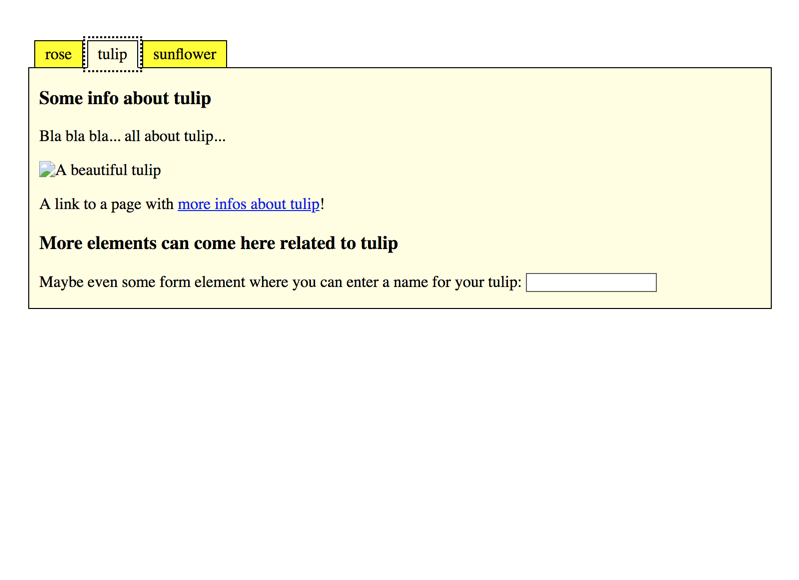 rose tulip sunflower
Some info about tulip
Bla bla bla... all about tulip...
A beautiful tulip
A link to a page with more infos about tulip!
More elements can come here related to tulip
Maybe even some form element where you can enter a name for your tulip: